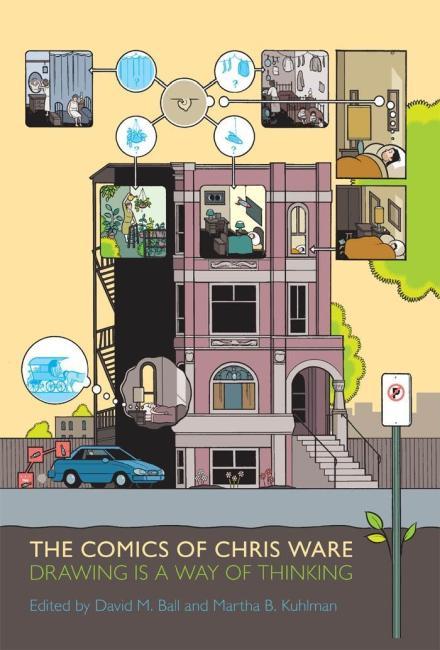 ?
?
?
?
P
THE COMICS OF CHRIS WARE
DRAWING IS A WAY OF THINKING
Edited by David M. Ball and Martha B. Kuhlman